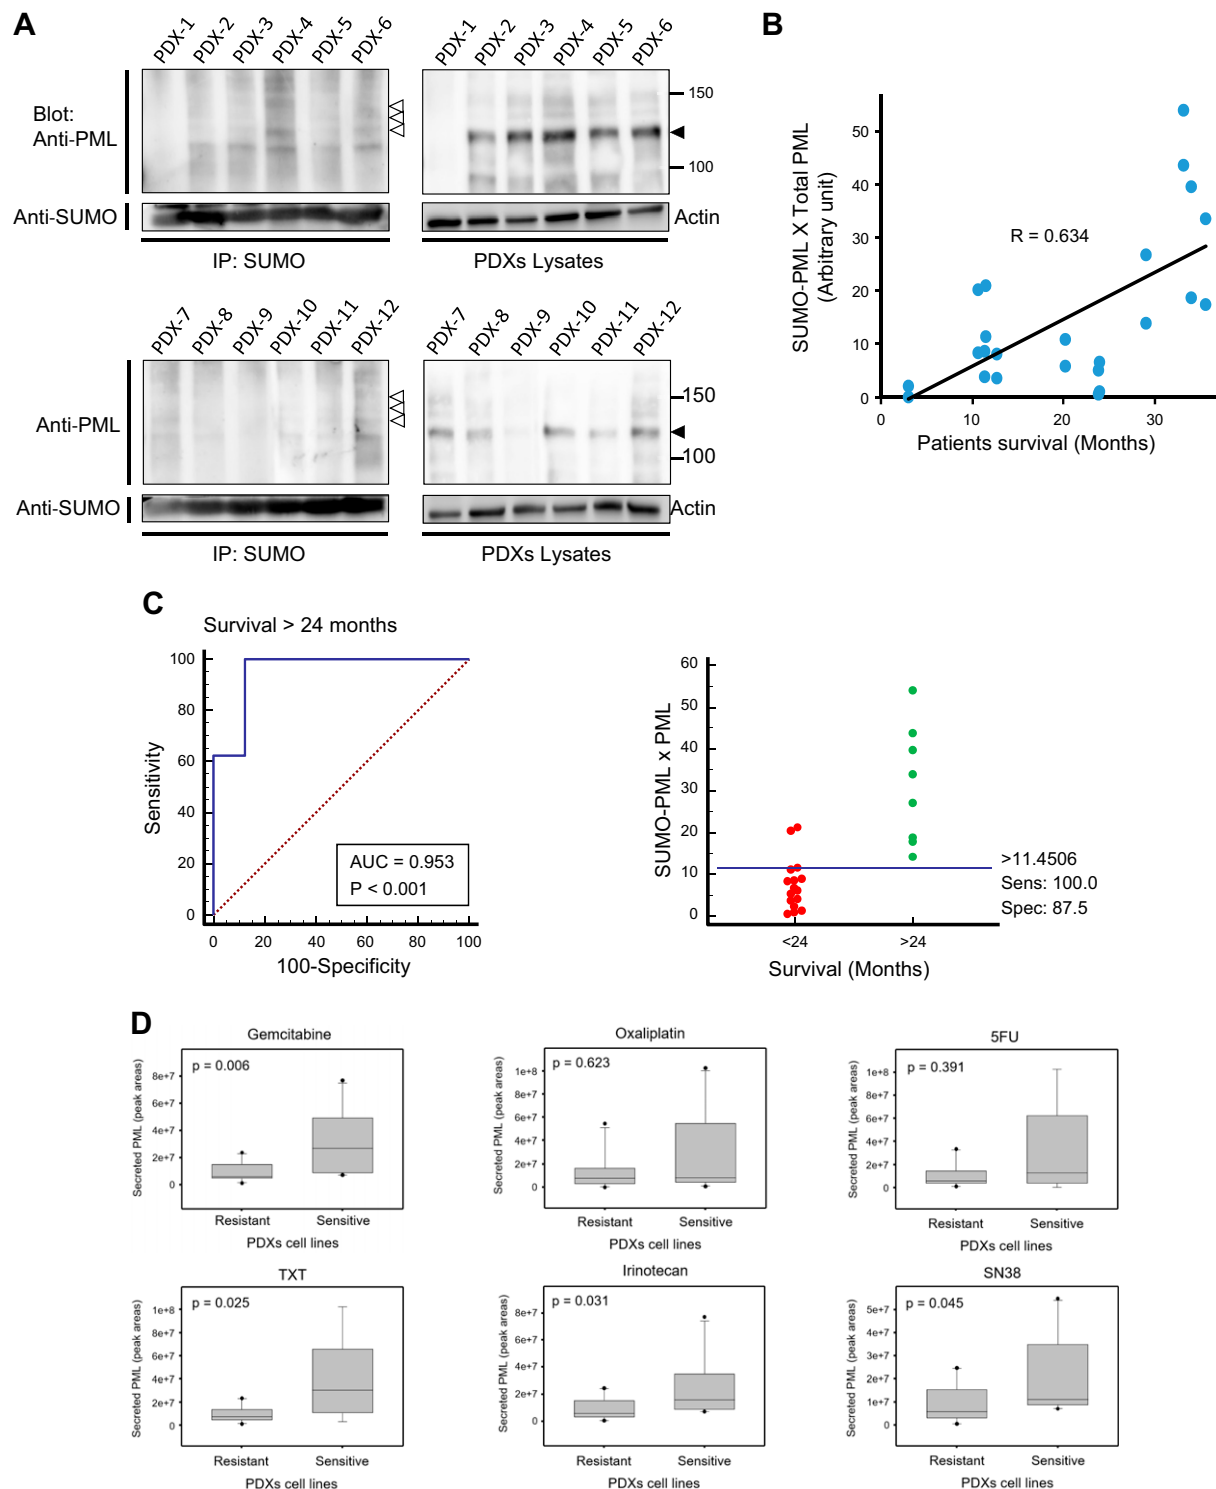 A
PDX-1 PDX-2 PDX-3 PDX-4 PDX-5 PDX-6
PDX-1 PDX-2 PDX-3 PDX-4 PDX-5 PDX-6
Blot:
Anti-PML
150
100
Anti-SUMO
Actin
IP: SUMO
PDXs Lysates
PDX-7 PDX-8 PDX-9 PDX-10 PDX-11 PDX-12
PDX-7 PDX-8 PDX-9 PDX-10 PDX-11 PDX-12
Anti-PML
150
100
Anti-SUMO
Actin
IP: SUMO
PDXs Lysates
B
SUMO-PML X Total PML
(Arbitrary unit)
50
40
30
20
10
0
R = 0.634
0 10 20 30
Patients survival (Months)
C
Survival > 24 months
Sensitivity
100
80
60
40
20
0
AUC = 0.953
P < 0.001
0 20 40 60 80 100
100-Specificity
SUMO-PML x PML
60
50
40
30
20
10
0
>11.4506
Sens: 100.0
Spec: 87.5
<24 >24
Survival (Months)
D
Gemcitabine
p = 0.006
Secreted PML (peak areas)
8e+7
6e+7
4e+7
2e+7
0
Resistant Sensitive
PDXs cell lines
Oxaliplatin
p = 0.623
Secreted PML (peak areas)
1e+8
8e+7
6e+7
4e+7
2e+7
0
Resistant Sensitive
PDXs cell lines
5FU
p = 0.391
Secreted PML (peak areas)
1e+8
8e+7
6e+7
4e+7
2e+7
0
Resistant Sensitive
PDXs cell lines
TXT
p = 0.025
Secreted PML (peak areas)
1e+8
8e+7
6e+7
4e+7
2e+7
0
Resistant Sensitive
PDXs cell lines
Irinotecan
p = 0.031
Secreted PML (peak areas)
8e+7
6e+7
4e+7
2e+7
0
Resistant Sensitive
PDXs cell lines
SN38
p = 0.045
Secreted PML (peak areas)
5e+7
4e+7
3e+7
2e+7
1e+7
0
Resistant Sensitive
PDXs cell lines